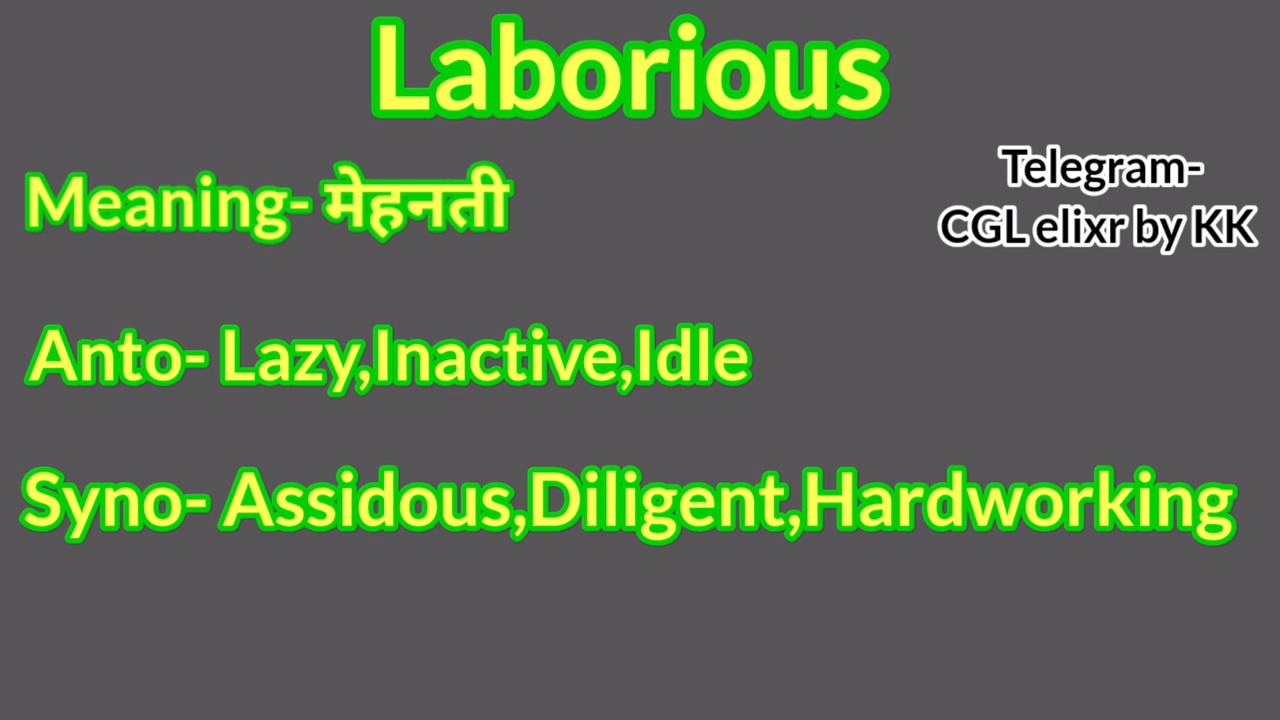 Laborious
Meaning- मेहनती
Telegram-
CGL elixr by KK
Anto- Lazy,Inactive,Idle
Syno- Assidous,Diligent,Hardworking